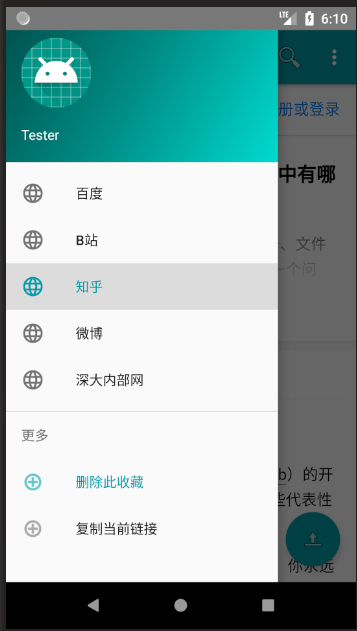 LTE 6:10
Tester
册或登录
中有哪
百度
B站
、文件
一个问
知乎
微博
深大内部网
更多
b）的开
删除此收藏
些代表性
复制当前链接
你永远